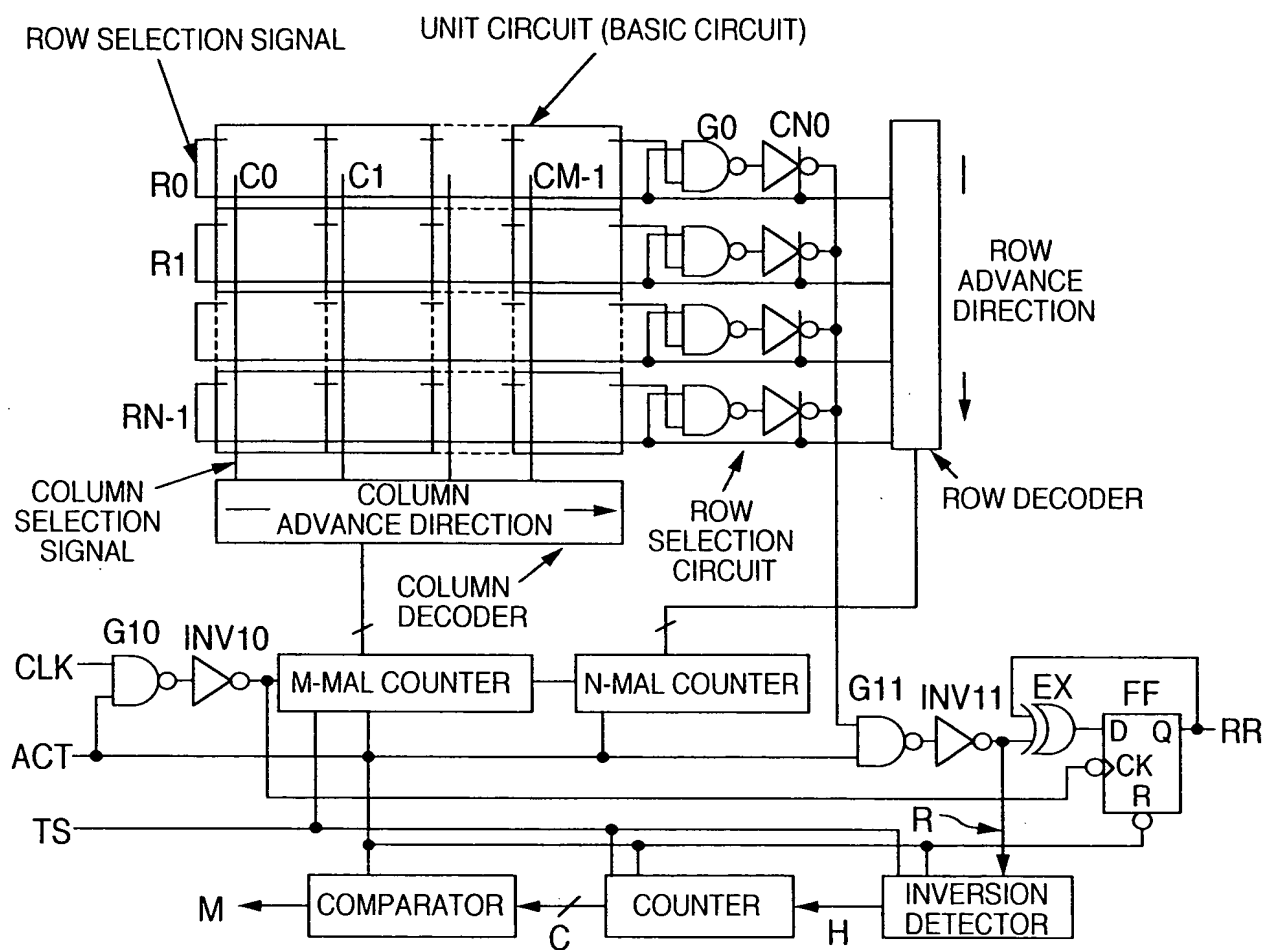 ROW SELECTION SIGNAL
UNIT CIRCUIT (BASIC CIRCUIT)
G0
CN0
R0
C0
C1
CM-1
R1
ROW
ADVANCE
DIRECTION
RN-1
COLUMN
SELECTION
SIGNAL
COLUMN
ADVANCE DIRECTION
ROW
SELECTION
CIRCUIT
ROW DECODER
COLUMN
DECODER
G10
INV10
CLK
M-MAL COUNTER
N-MAL COUNTER
G11
INV11
EX
FF
D
Q
RR
CK
R
ACT
TS
R
M
COMPARATOR
C
COUNTER
H
INVERSION
DETECTOR